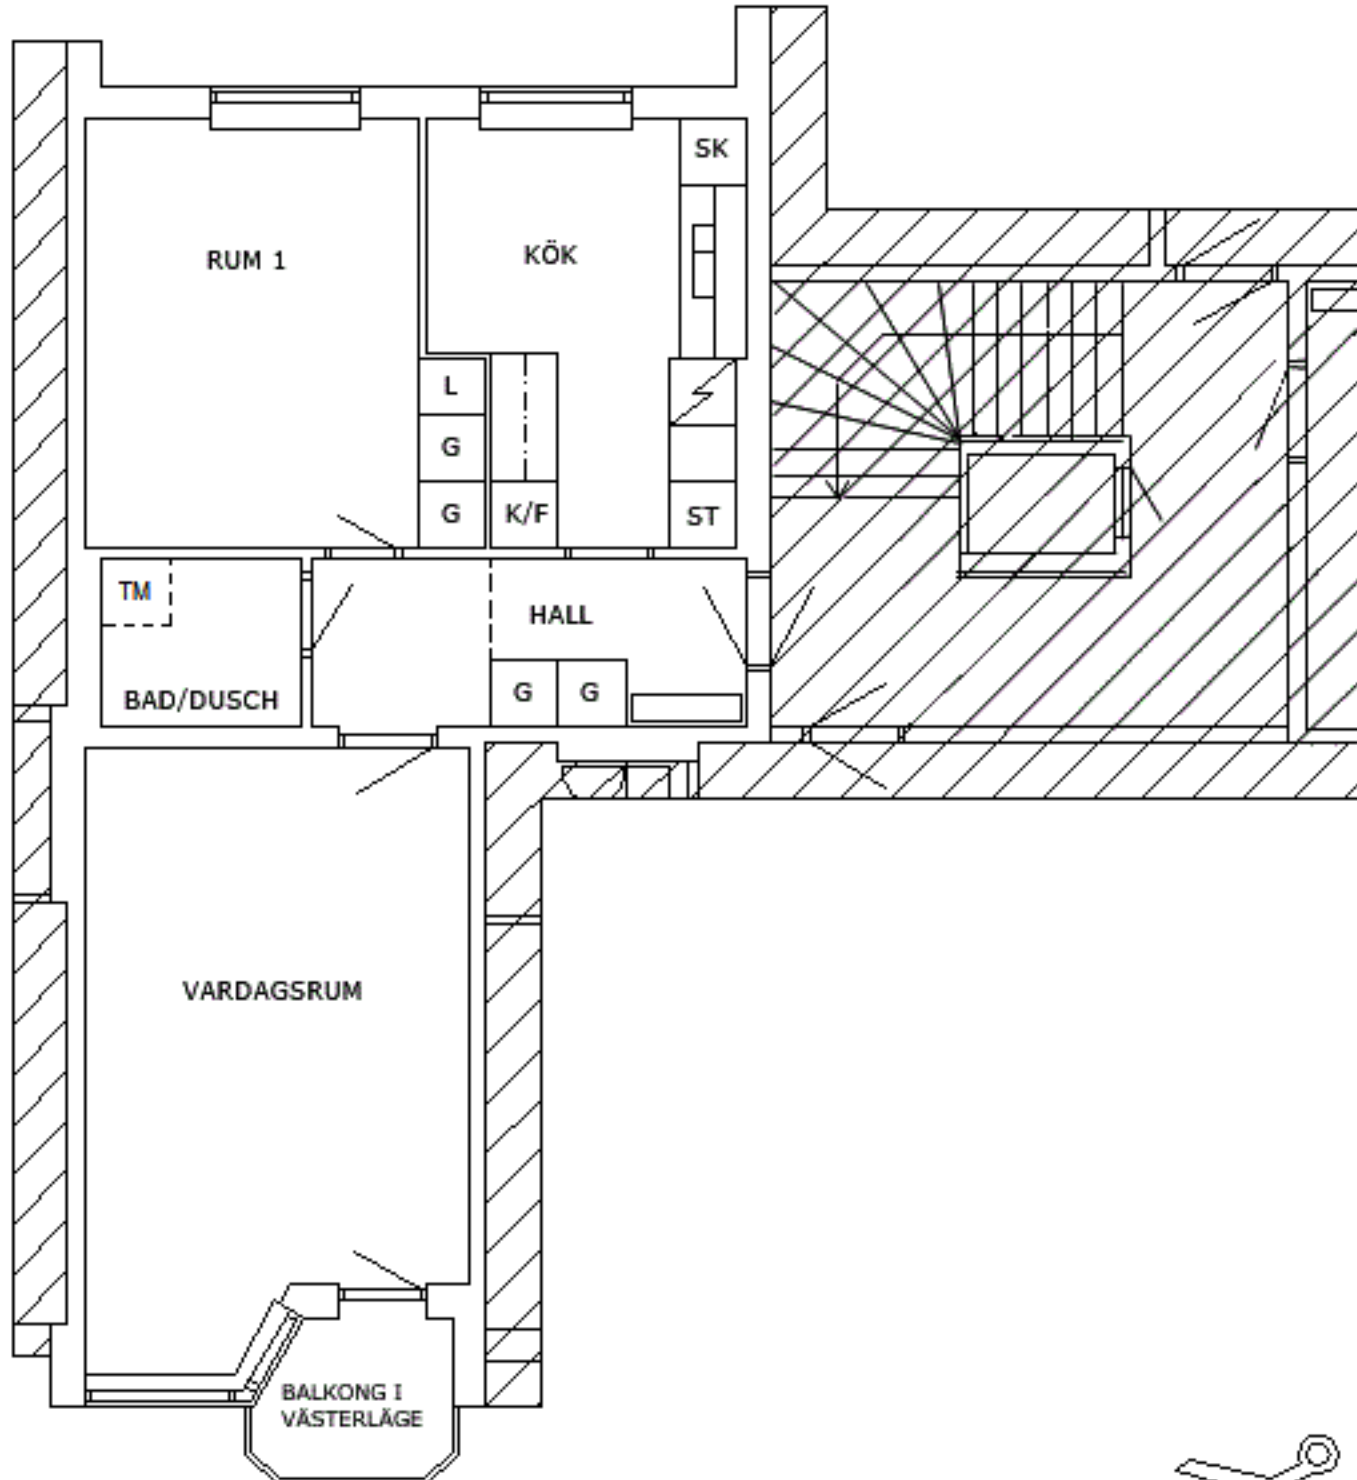 SK
RUM 1
KÖK
L
G
G
K/F
ST
TM
HALL
BAD/DUSCH
G
G
VARDAGSRUM
BALKONG I
VÄSTERLÄGE